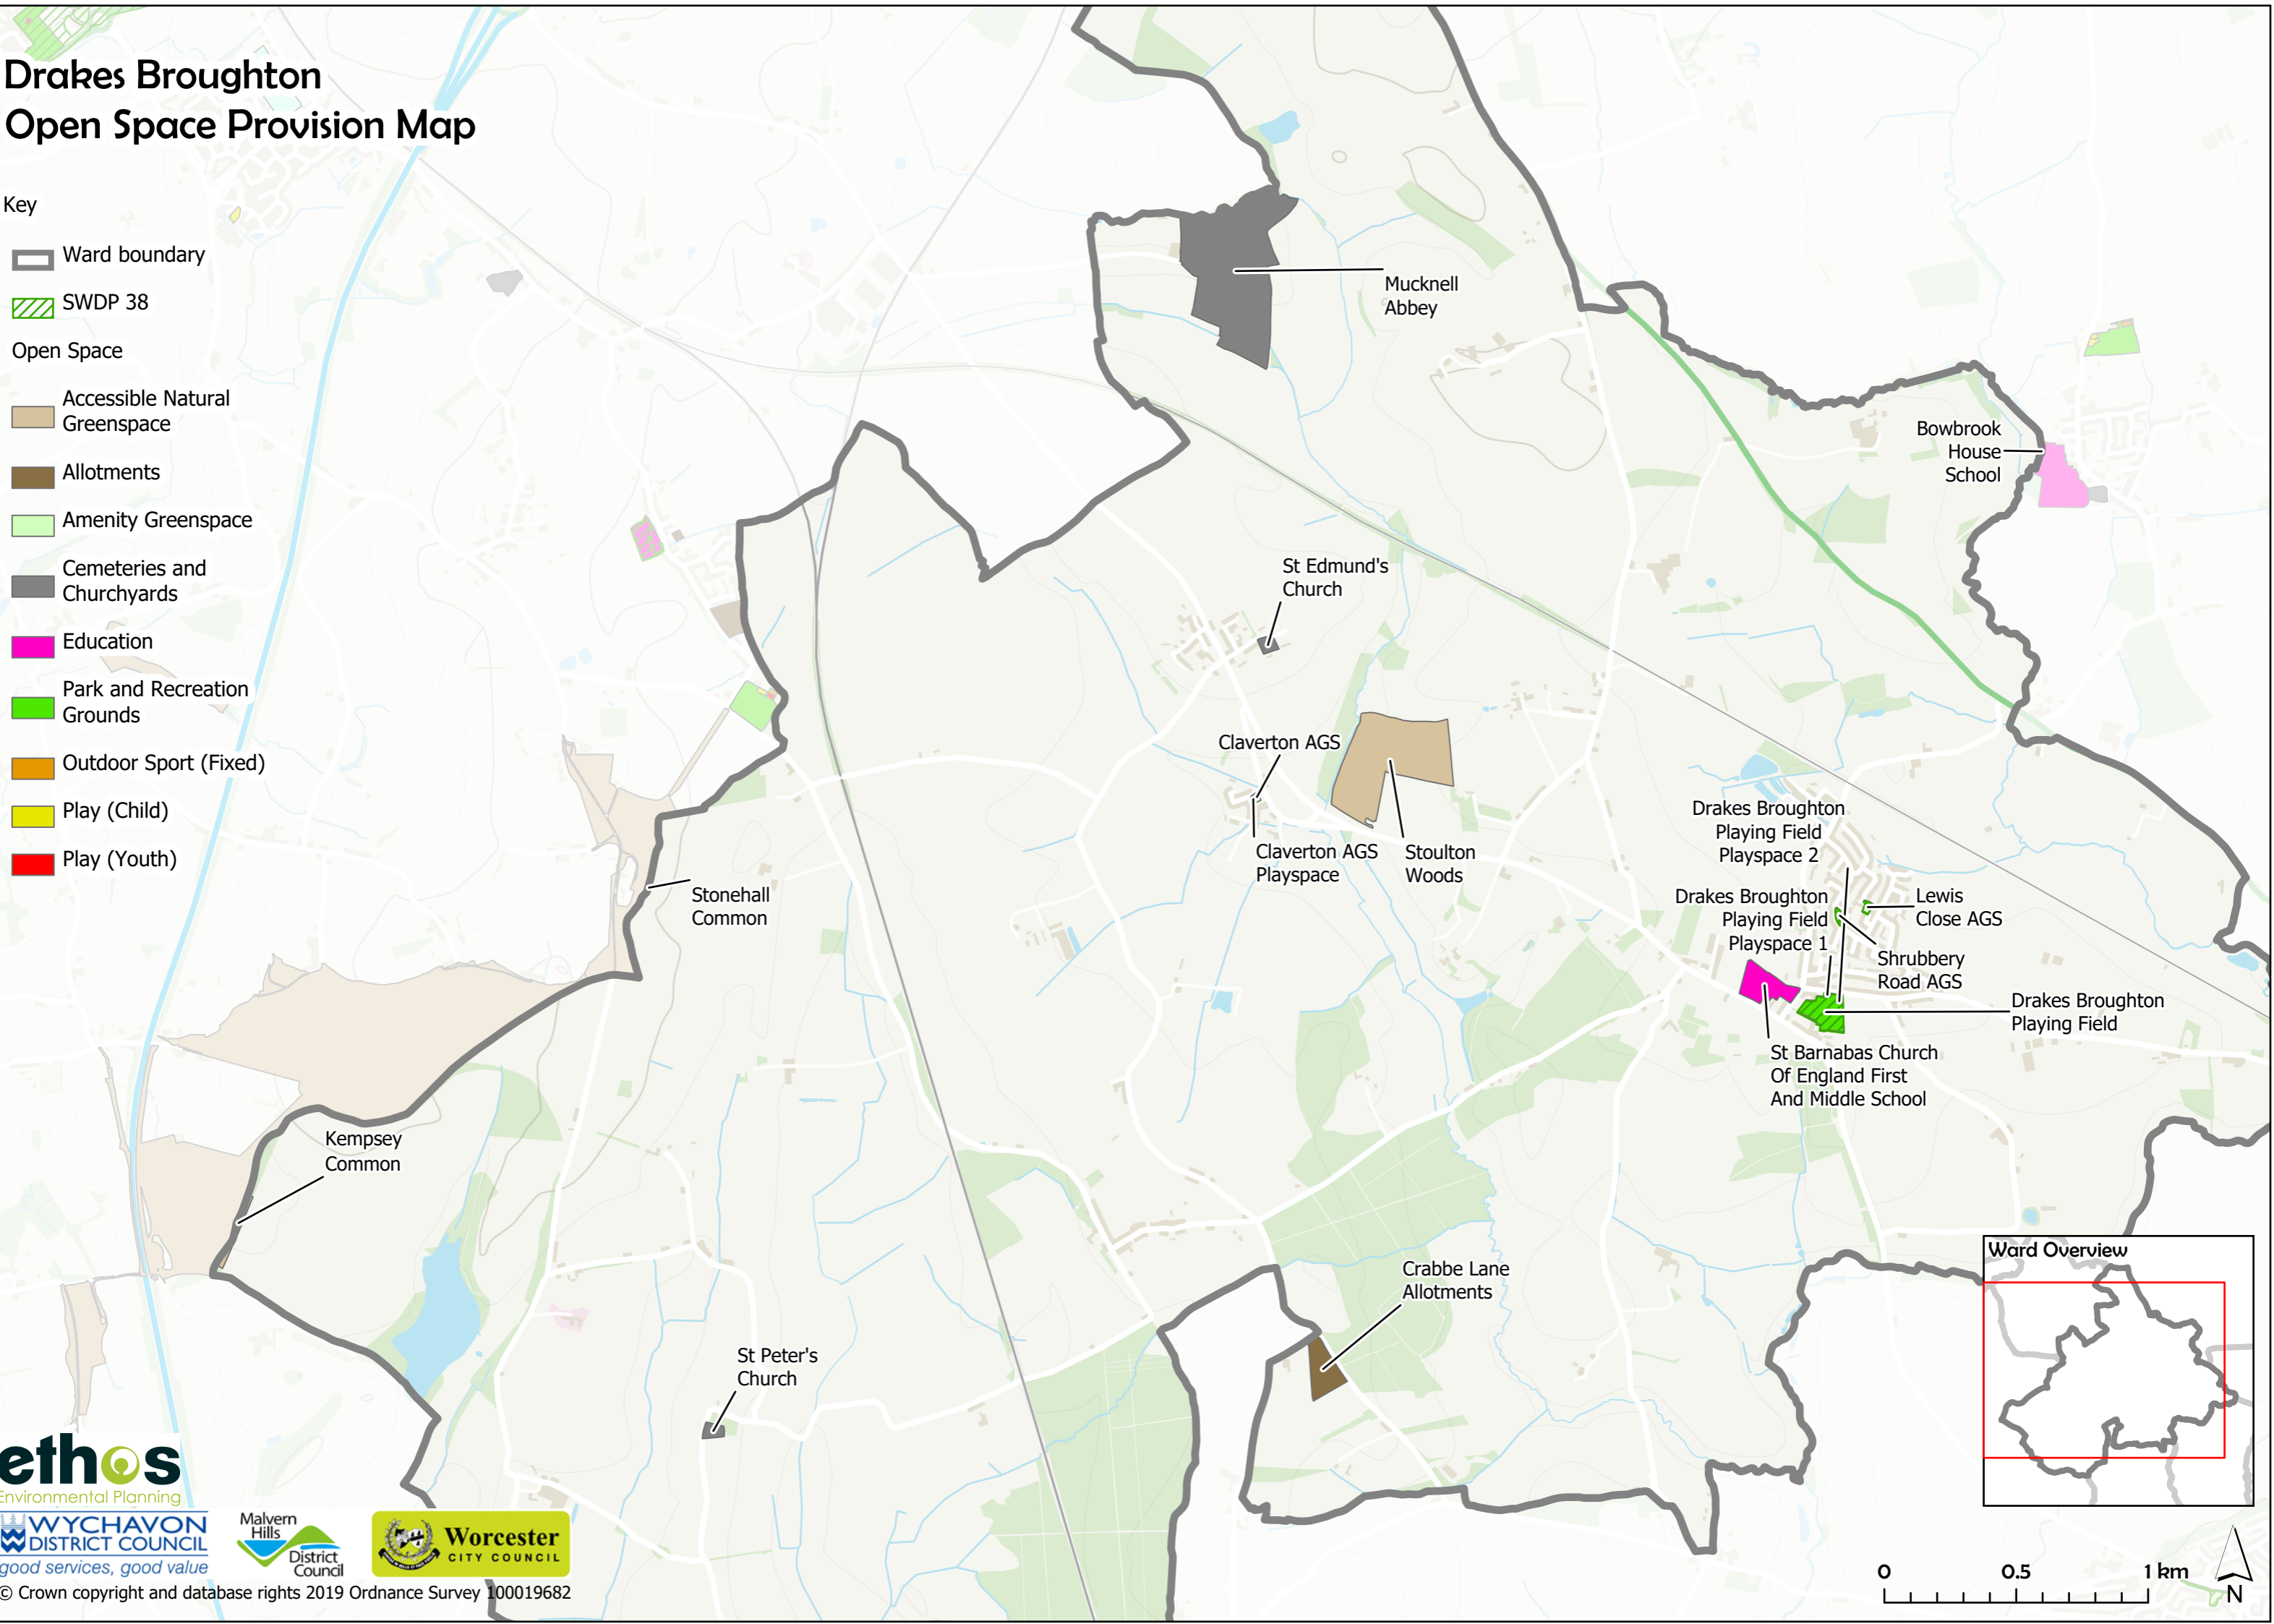 Drakes Broughton
Open Space Provision Map
Key
Ward boundary
SWDP 38
Open Space
Accessible Natural
Greenspace
Allotments
Amenity Greenspace
Cemeteries and
Churchyards
Education
Park and Recreation
Grounds
Outdoor Sport (Fixed)
Play (Child)
Play (Youth)
Mucknell
Abbey
Bowbrook
House
School
St Edmund's
Church
Claverton AGS
Claverton AGS
Playspace
Stoulton
Woods
Drakes Broughton
Playing Field
Playspace 2
Drakes Broughton
Playing Field
Playspace 1
Lewis
Close AGS
Shrubbery
Road AGS
Drakes Broughton
Playing Field
St Barnabas Church
Of England First
And Middle School
Stonehall
Common
Kempsey
Common
Crabbe Lane
Allotments
St Peter's
Church
Ward Overview
0 0.5 1 km
N
ethos
Environmental Planning
WYCHAVON
DISTRICT COUNCIL
good services, good value
Malvern
Hills
District
Council
Worcester
CITY COUNCIL
© Crown copyright and database rights 2019 Ordnance Survey 100019682